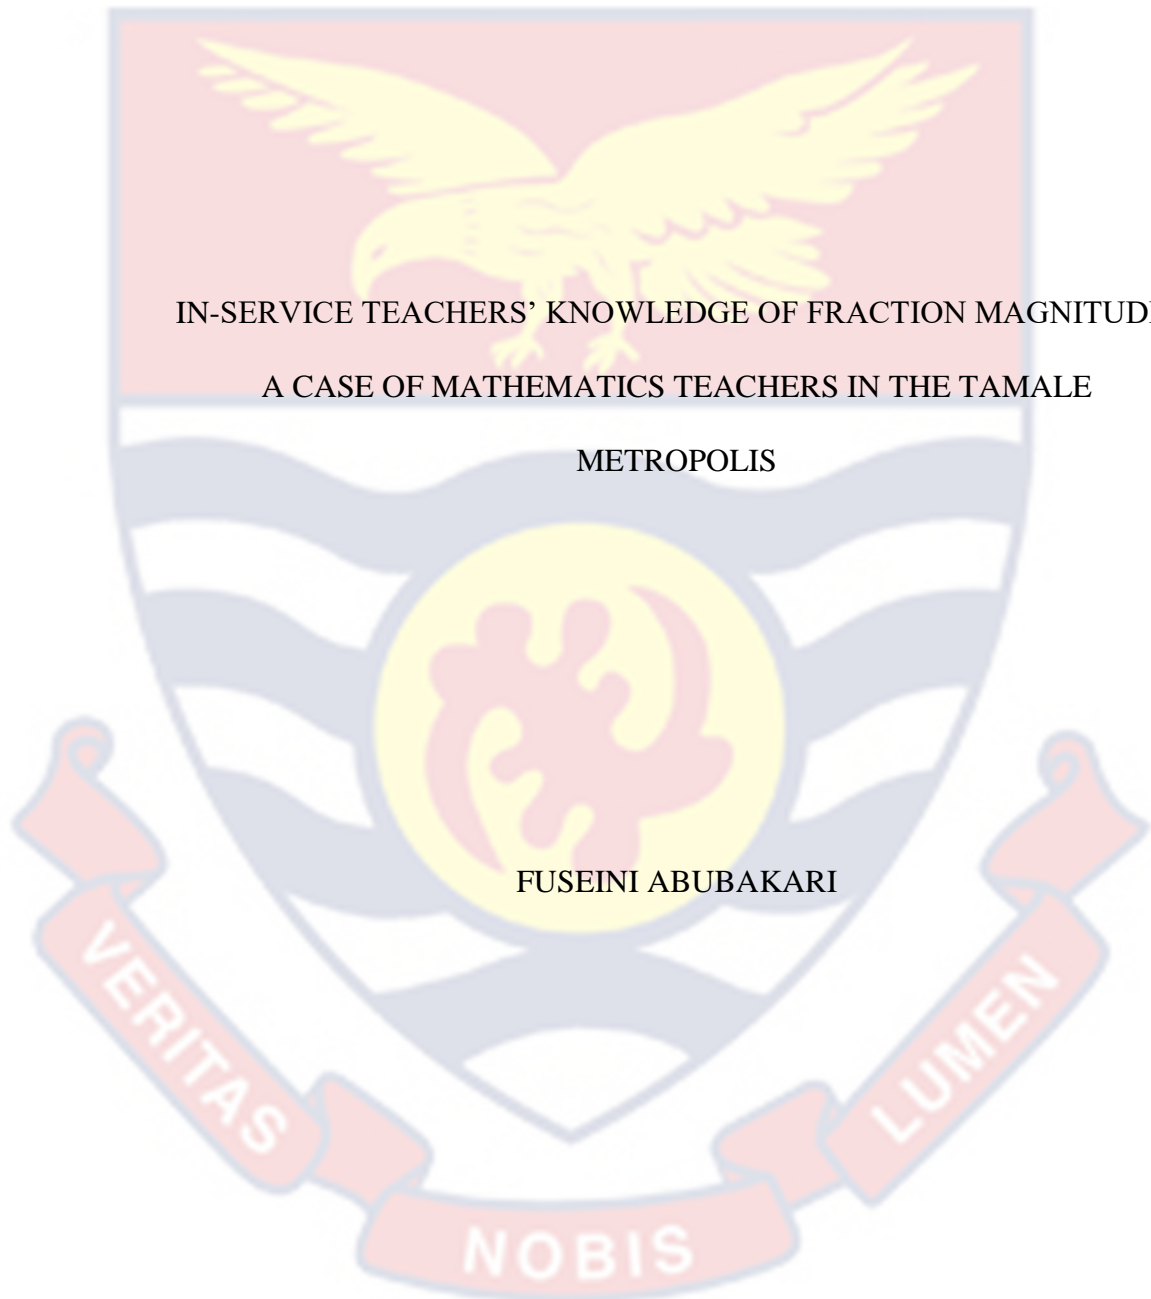 IN-SERVICE TEACHERS’ KNOWLEDGE OF FRACTION MAGNITUD
A CASE OF MATHEMATICS TEACHERS IN THE TAMALE
METROPOLIS
FUSEINI ABUBAKARI
VERITAS
NOBIS
LUMEN